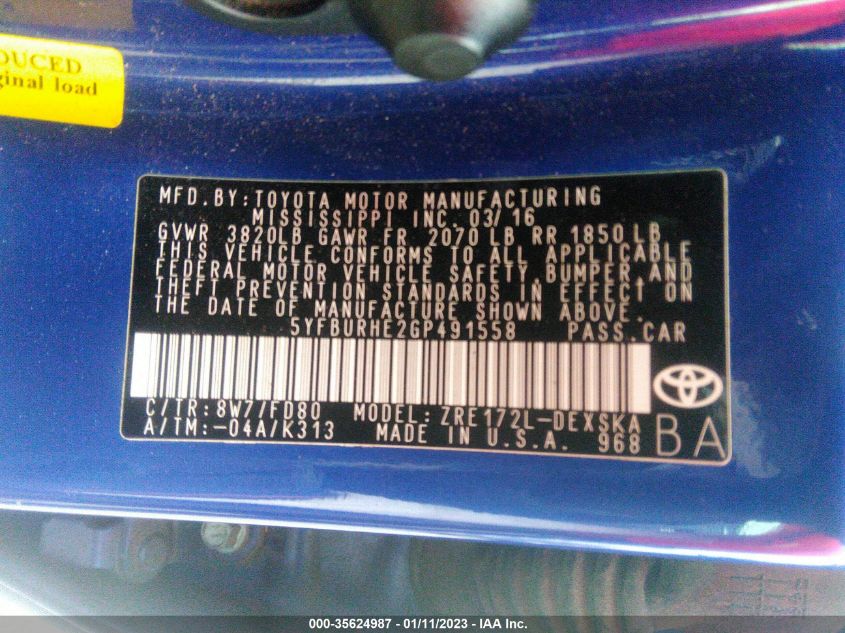 DUCED
ginal load
MFD. BY: TOYOTA MOTOR MANUFACTURING
MISSISSIPPI INC. 03/16
GVWR 3820LB GAWR FR 2070 LB RR 1850 LB
THIS VEHICLE CONFORMS TO ALL APPLICABLE
FEDERAL MOTOR VEHICLE SAFETY, BUMPER, AND
THEFT PREVENTION STANDARDS IN EFFECT ON
THE DATE OF MANUFACTURE SHOWN ABOVE.
5YFBURHE2GP491558 PASS. CAR
C/TR: 8W7/FD80 MODEL: ZRE172L-DEXSKA
A/TM: -04A/K313 MADE IN U.S.A. 968
BA
000-35624987 - 01/11/2023 - IAA Inc.